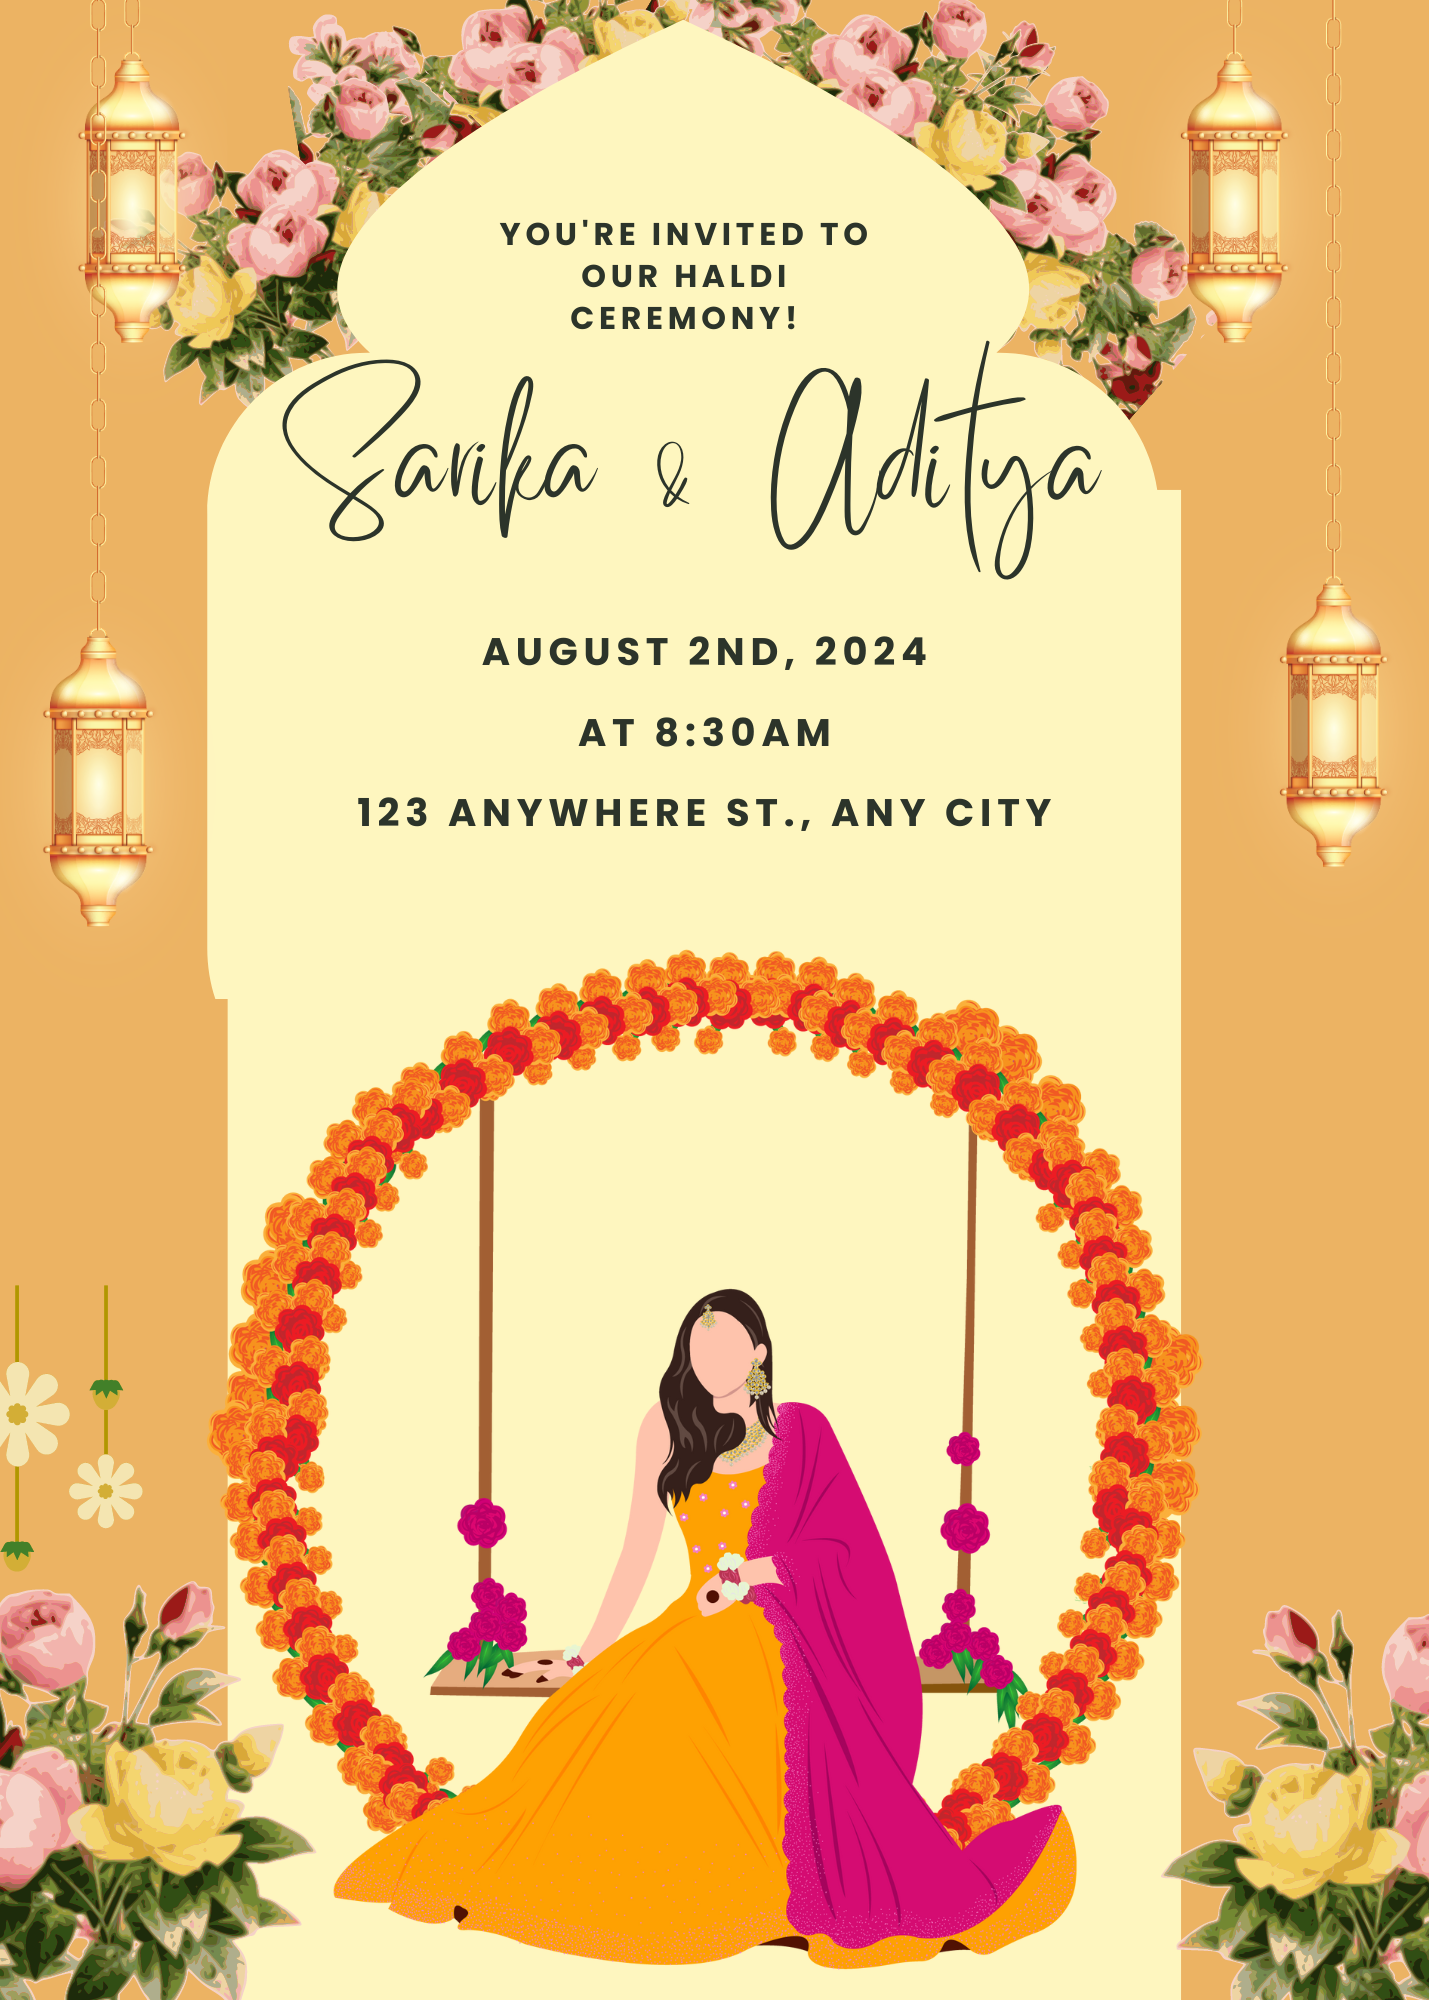 YOU'RE INVITED TO
OUR HALDI
CEREMONY!
Sarika & Aditya
AUGUST 2ND, 2024
AT 8:30AM
123 ANYWHERE ST., ANY CITY